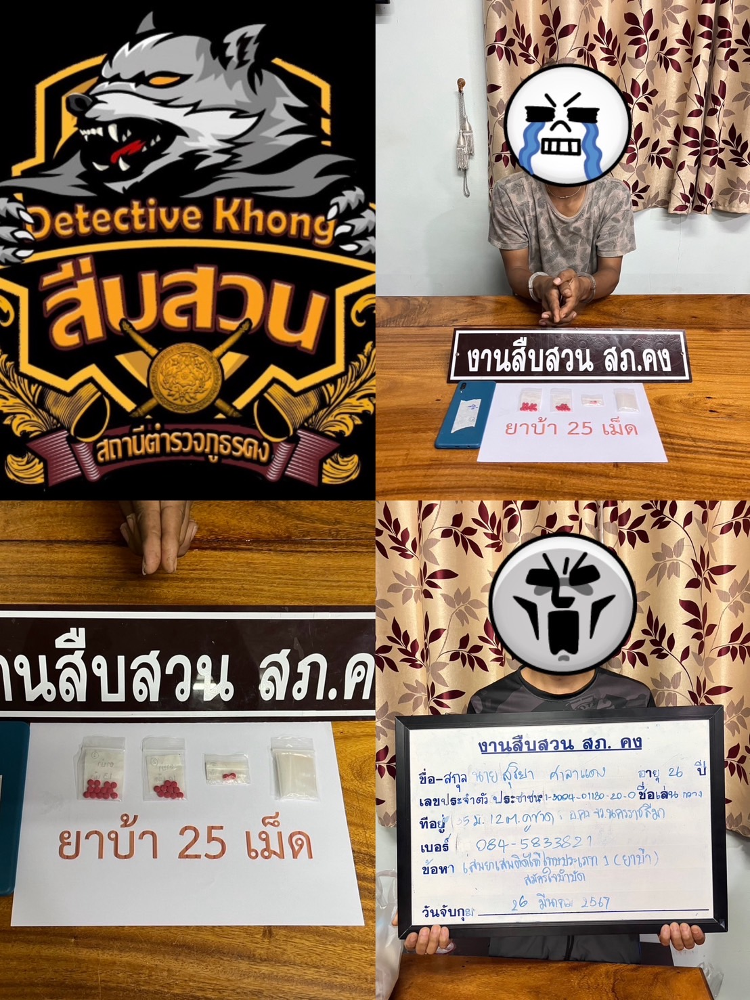 Detective Khong
สืบสวน
สถานีตำรวจภูธรคง
งานสืบสวน สภ.คง
ยาบ้า 25 เม็ด
งานสืบสวน สภ.ค
ยาบ้า 25 เม็ด
งานสืบสวน สภ. คง
ชื่อ-สกุล นาย สุริยา ศาลาแดง อายุ 26 ปี
เลขประจำตัว ประชาชน 1-3004-01180-20-0 ชื่อเล่น กวาง
ที่อยู่ 35 ม.12 ต.คูขาด อ.คง จ.นครราชสีมา
เบอร์ 084-5833821
ข้อหา เสพยาเสพติดให้โทษประเภท 1 (ยาบ้า)
สมัครใจบำบัด
วันจับกุม 26 มีนาคม 2567